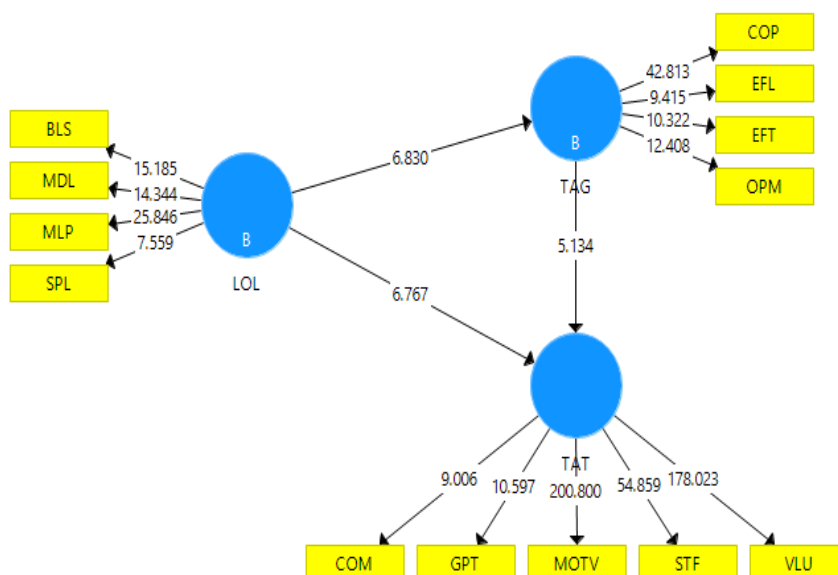 COP
42.813
EFL
9.415
BLS
10.322
EFT
15.185
B
12.408
MDL
6.830
14.344
OPM
TAG
MLP
25.846
B
7.559
5.134
SPL
LOL
6.767
TAT
9.006
10.597
200.800
54.859
178.023
COM
GPT
MOTV
STF
VLU